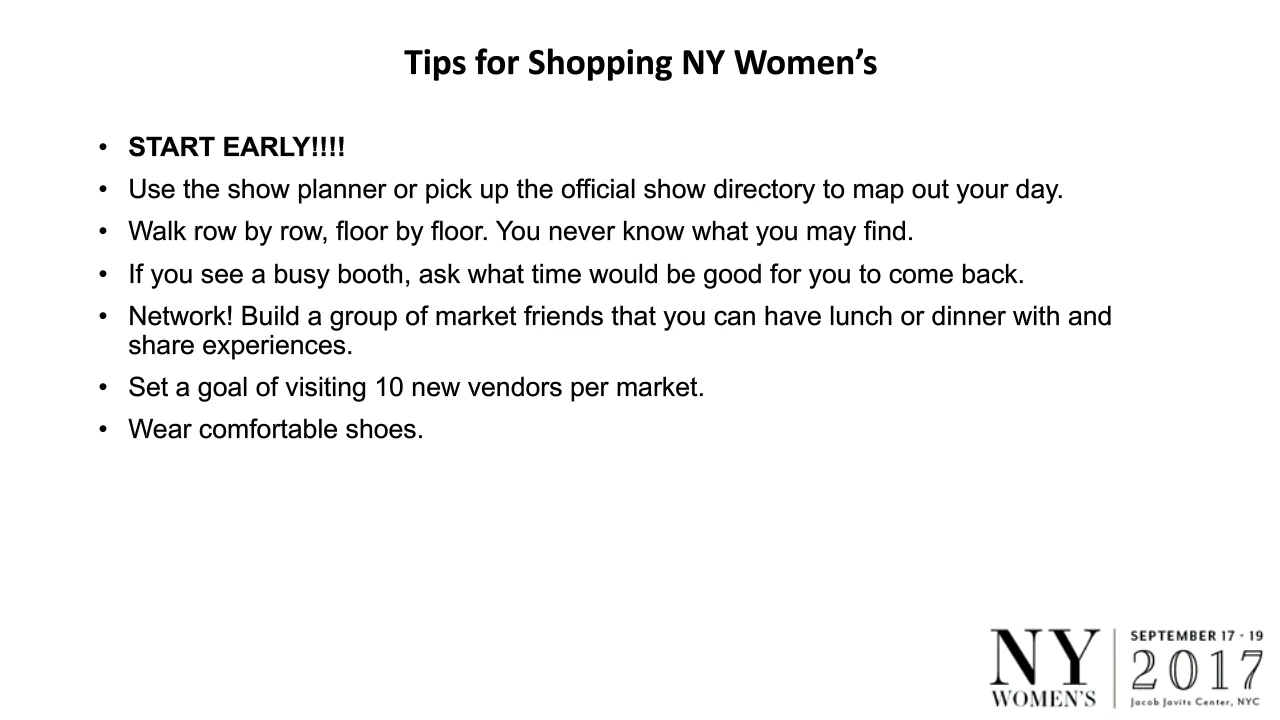 Tips for Shopping NY Women’s
• START EARLY!!!!
• Use the show planner or pick up the official show directory to map out your day.
• Walk row by row, floor by floor. You never know what you may find.
• If you see a busy booth, ask what time would be good for you to come back.
• Network! Build a group of market friends that you can have lunch or dinner with and
share experiences.
• Set a goal of visiting 10 new vendors per market.
• Wear comfortable shoes.
NY
WOMEN'S
SEPTEMBER 17 - 19
2017
Jacob Javits Center, NYC